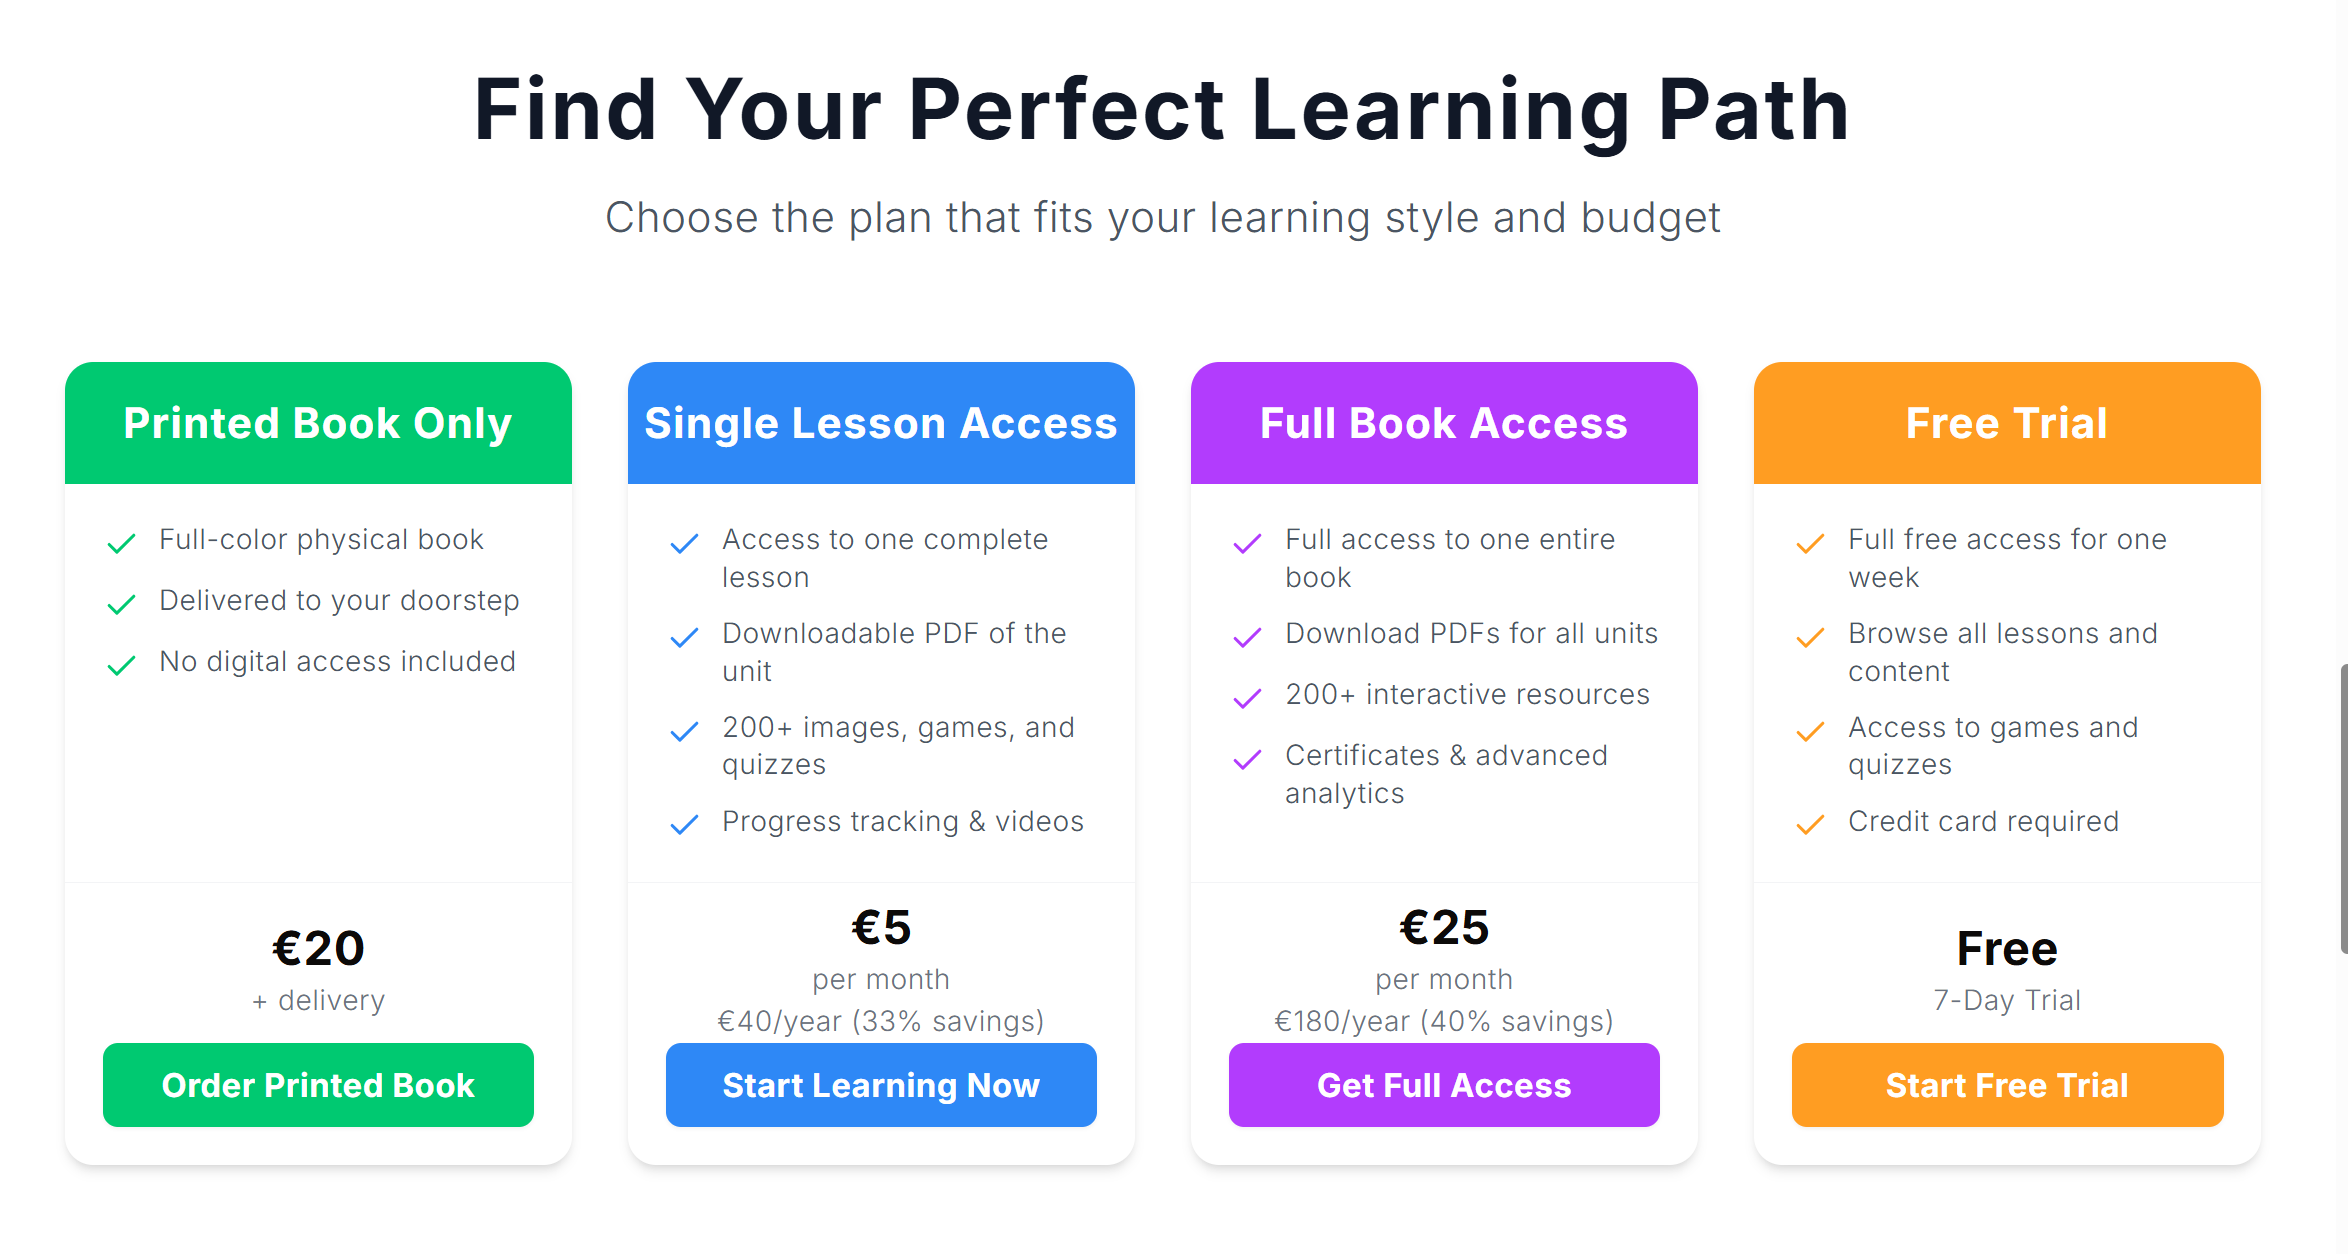 Find Your Perfect Learning Path
Choose the plan that fits your learning style and budget
Printed Book Only
Full-color physical book
Delivered to your doorstep
No digital access included
€20
+ delivery
Order Printed Book
Single Lesson Access
Access to one complete
lesson
Downloadable PDF of the
unit
200+ images, games, and
quizzes
Progress tracking & videos
€5
per month
€40/year (33% savings)
Start Learning Now
Full Book Access
Full access to one entire
book
Download PDFs for all units
200+ interactive resources
Certificates & advanced
analytics
€25
per month
€180/year (40% savings)
Get Full Access
Free Trial
Full free access for one
week
Browse all lessons and
content
Access to games and
quizzes
Credit card required
Free
7-Day Trial
Start Free Trial